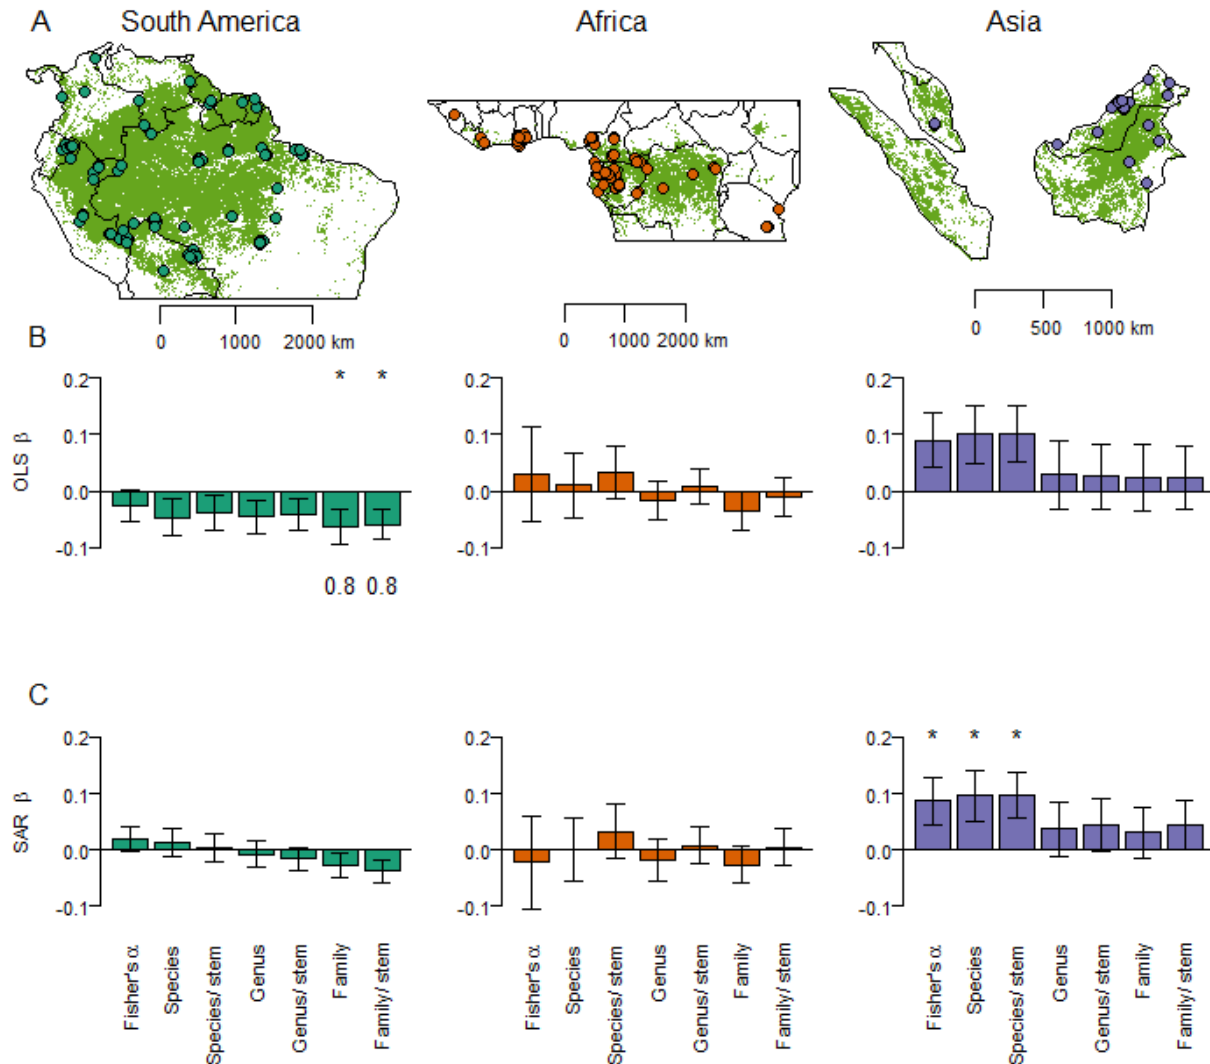 A South America Africa Asia
0 1000 2000 km
0 1000 2000 km
0 500 1000 km
B
OLS β
0.2 0.1 0.0 -0.1
* *
0.8 0.8
0.2 0.1 0.0 -0.1
0.2 0.1 0.0 -0.1
C
SAR β
0.2 0.1 0.0 -0.1
0.2 0.1 0.0 -0.1
0.2 0.1 0.0 -0.1
* * *
Fisher's α
Species
Species/ stem
Genus
Genus/ stem
Family
Family/ stem
Fisher's α
Species
Species/ stem
Genus
Genus/ stem
Family
Family/ stem
Fisher's α
Species
Species/ stem
Genus
Genus/ stem
Family
Family/ stem